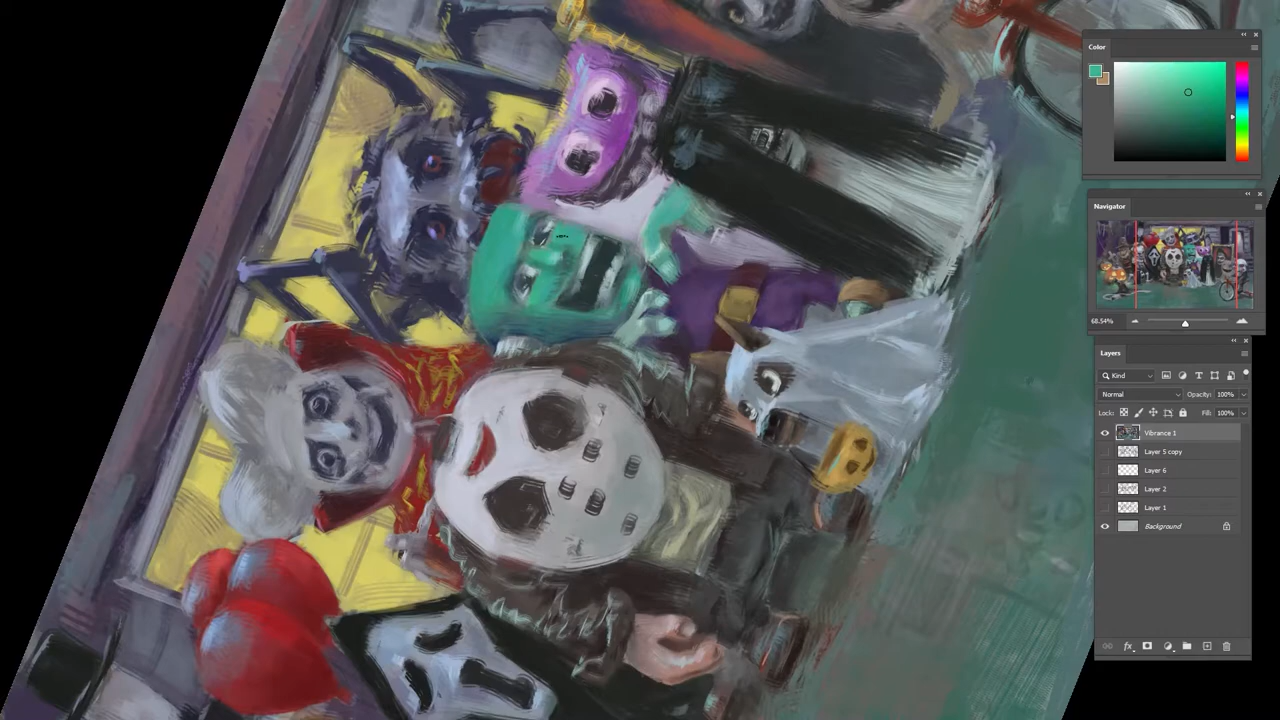 Color
Navigator
68.54%
Layers
Kind
Normal
Opacity: 100%
Lock:
Fill: 100%
Vibrance 1
Layer 5 copy
Layer 6
Layer 2
Layer 1
Background
fx